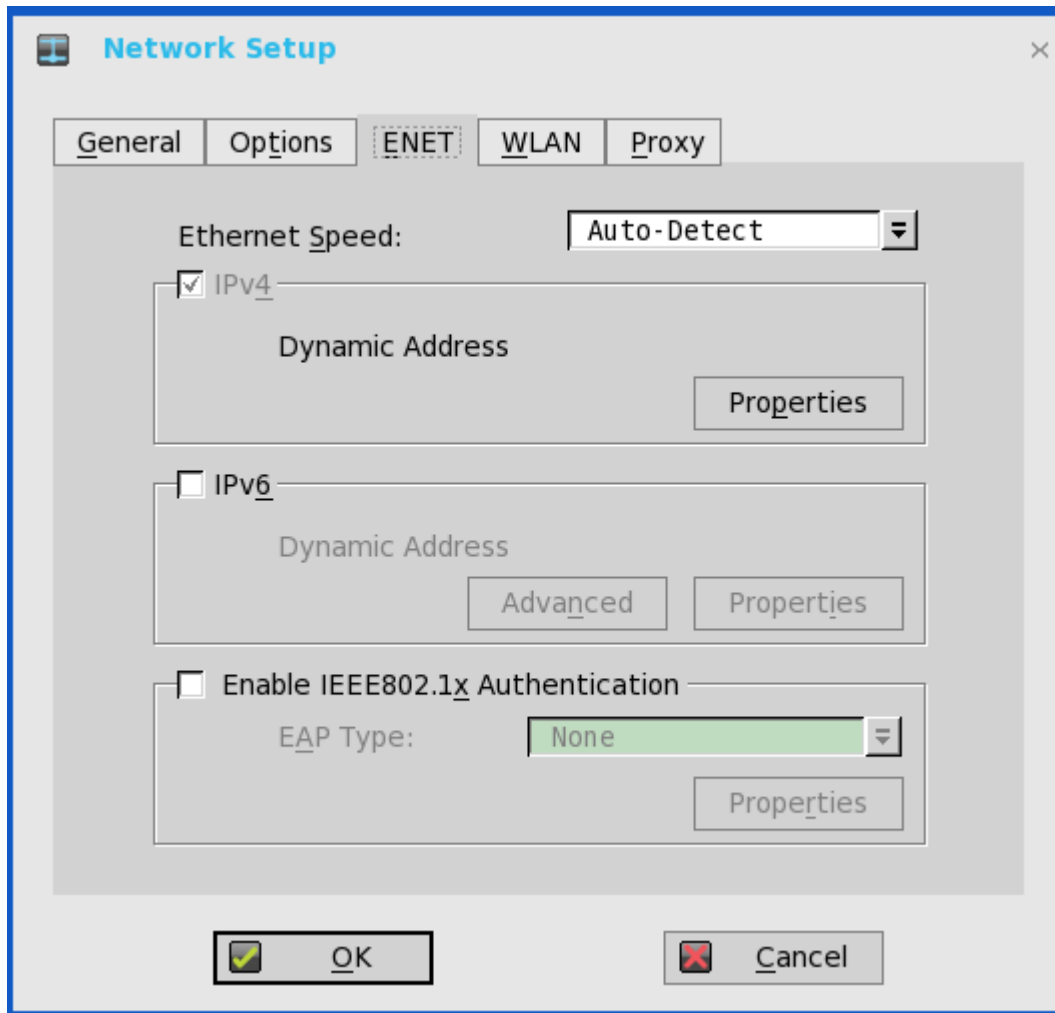 Network Setup
General Options ENET WLAN Proxy
Ethernet Speed: Auto-Detect
IPv4
Dynamic Address
Properties
IPv6
Dynamic Address
Advanced Properties
Enable IEEE802.1x Authentication
EAP Type: None
Properties
OK Cancel